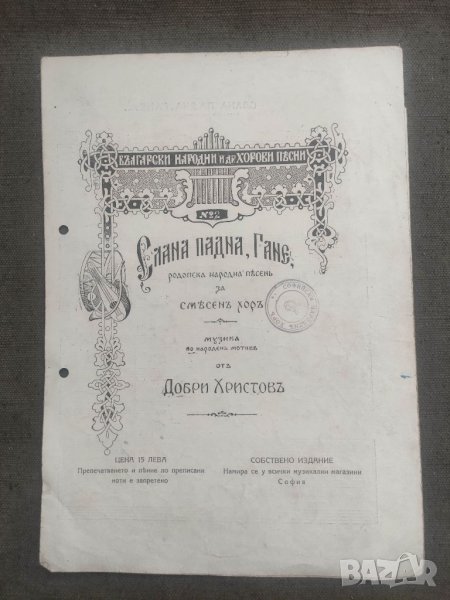 БЪЛГАРСКИ НАРОДНИ И ДР ХОРОВИ ПѢСНИ
№2
СЛАНА ПАДНА, ГАНЕ,
РОДОПСКА НАРОДНА ПѢСЕНЬ
ЗА
СМѢСЕНЪ ХОРЪ
МУЗИКА
ПО НАРОДЕНЪ МОТИВЪ
ОТЪ
ДОБРИ ХРИСТОВЪ
ЦЕНА 15 ЛЕВА
Препечатването и пѣние по преписани
ноти е запретено
СОБСТВЕНО ИЗДАНИЕ
Намира се у всички музикални магазини
София
BAZAR